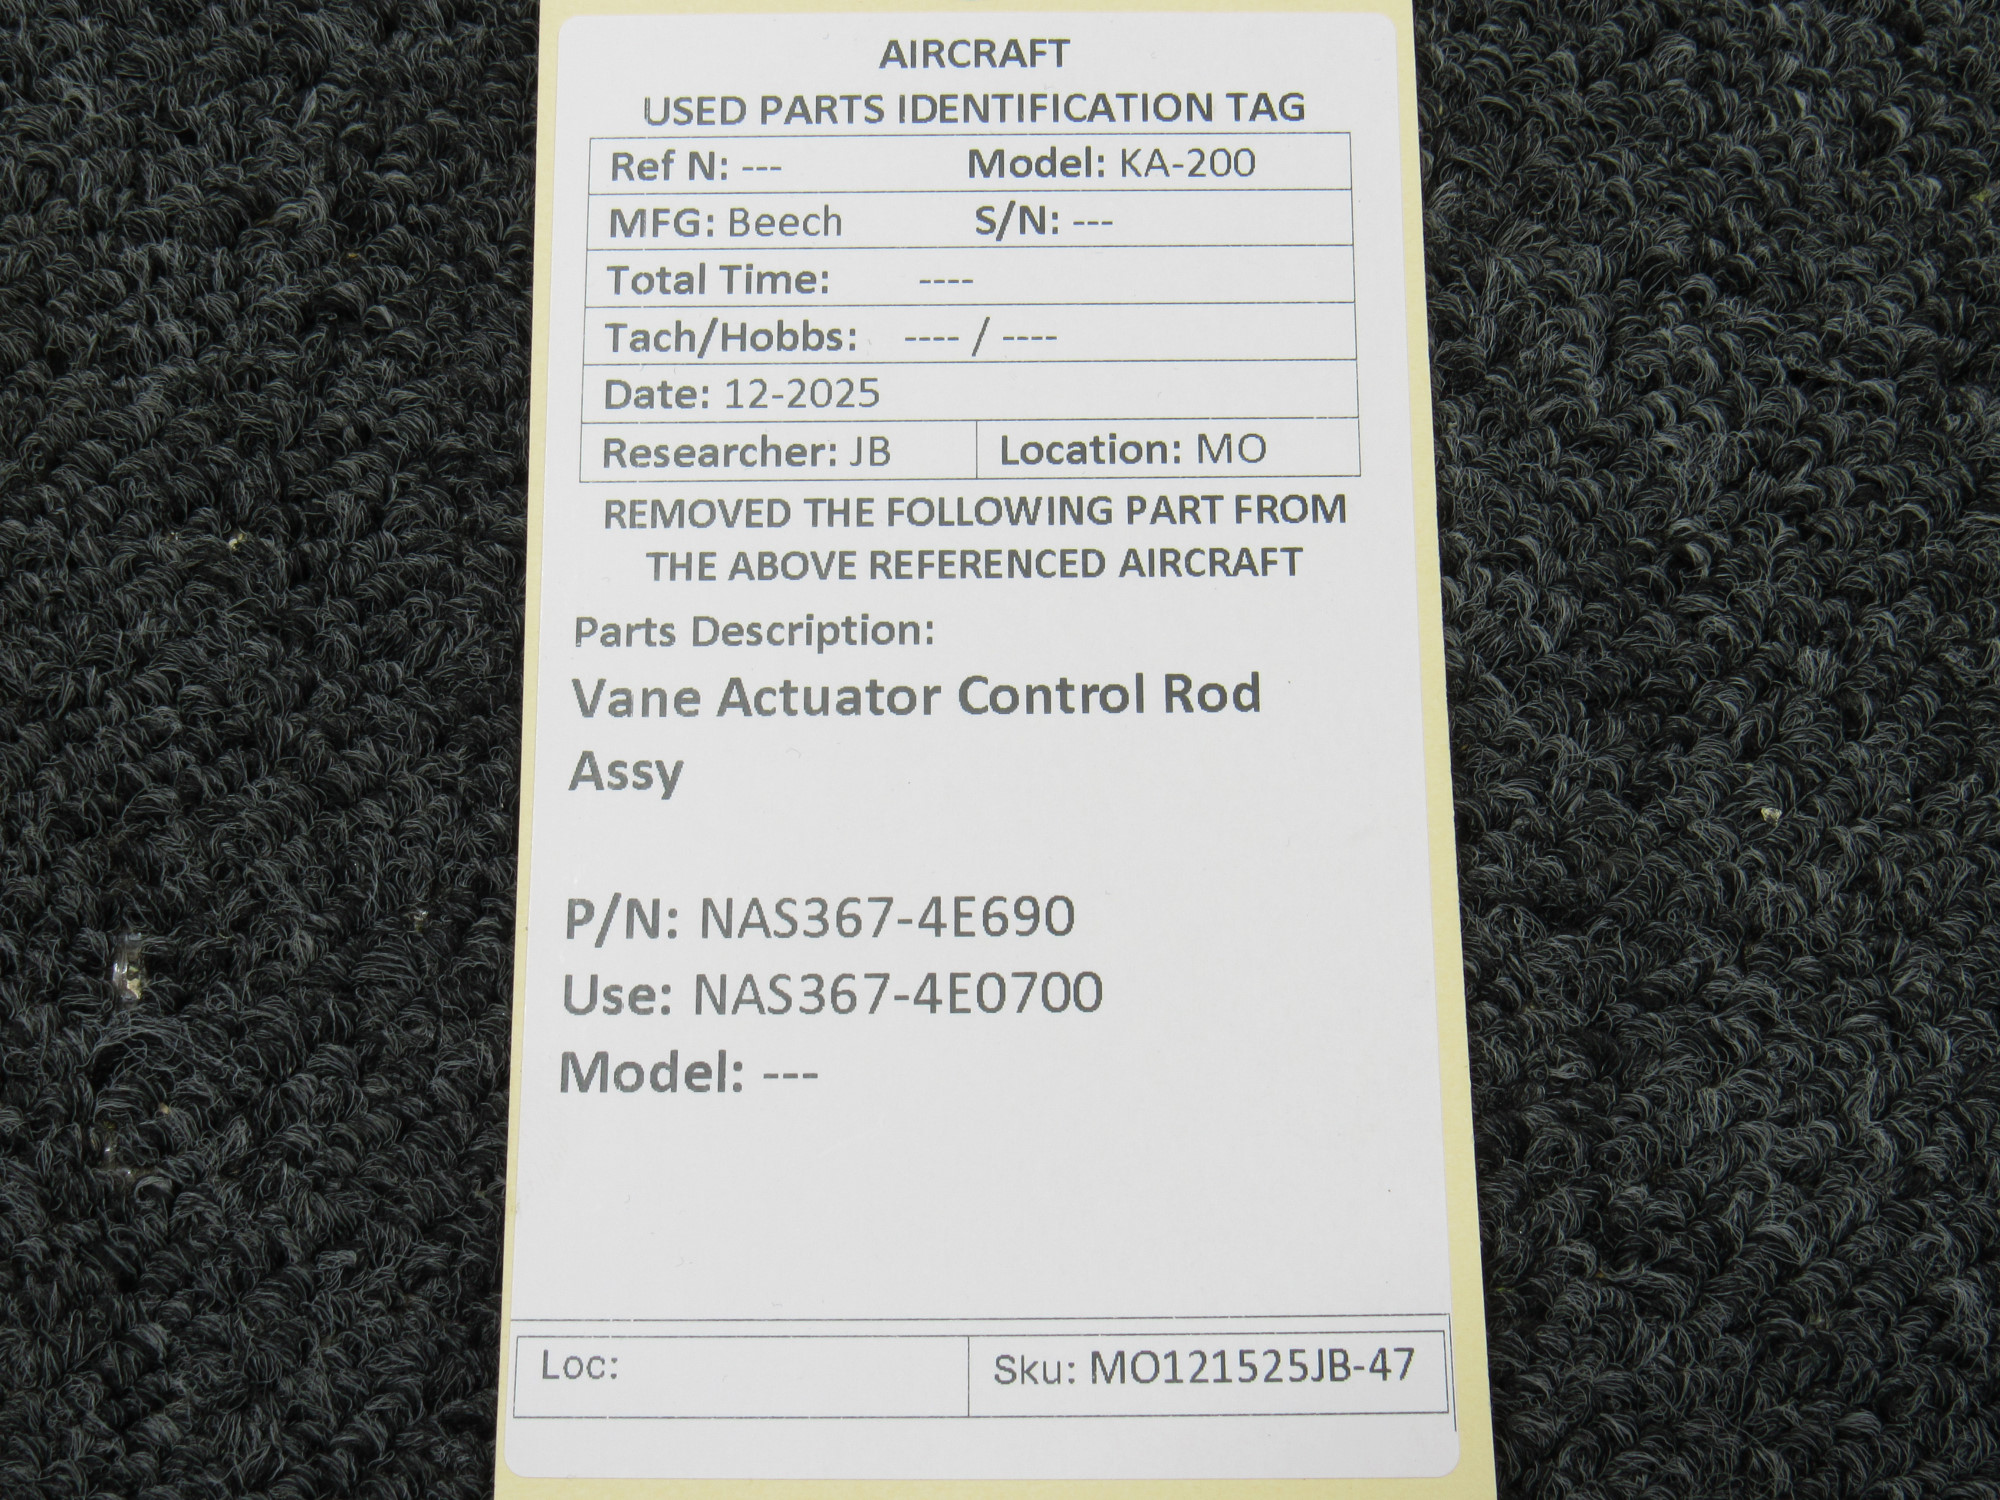 AIRCRAFT
USED PARTS IDENTIFICATION TAG
Ref N: --- Model: KA-200
MFG: Beech S/N: ---
Total Time: ----
Tach/Hobbs: ---- / ----
Date: 12-2025
Researcher: JB Location: MO
REMOVED THE FOLLOWING PART FROM
THE ABOVE REFERENCED AIRCRAFT
Parts Description:
Vane Actuator Control Rod
Assy
P/N: NAS367-4E690
Use: NAS367-4E0700
Model: ---
Loc: Sku: MO121525JB-47